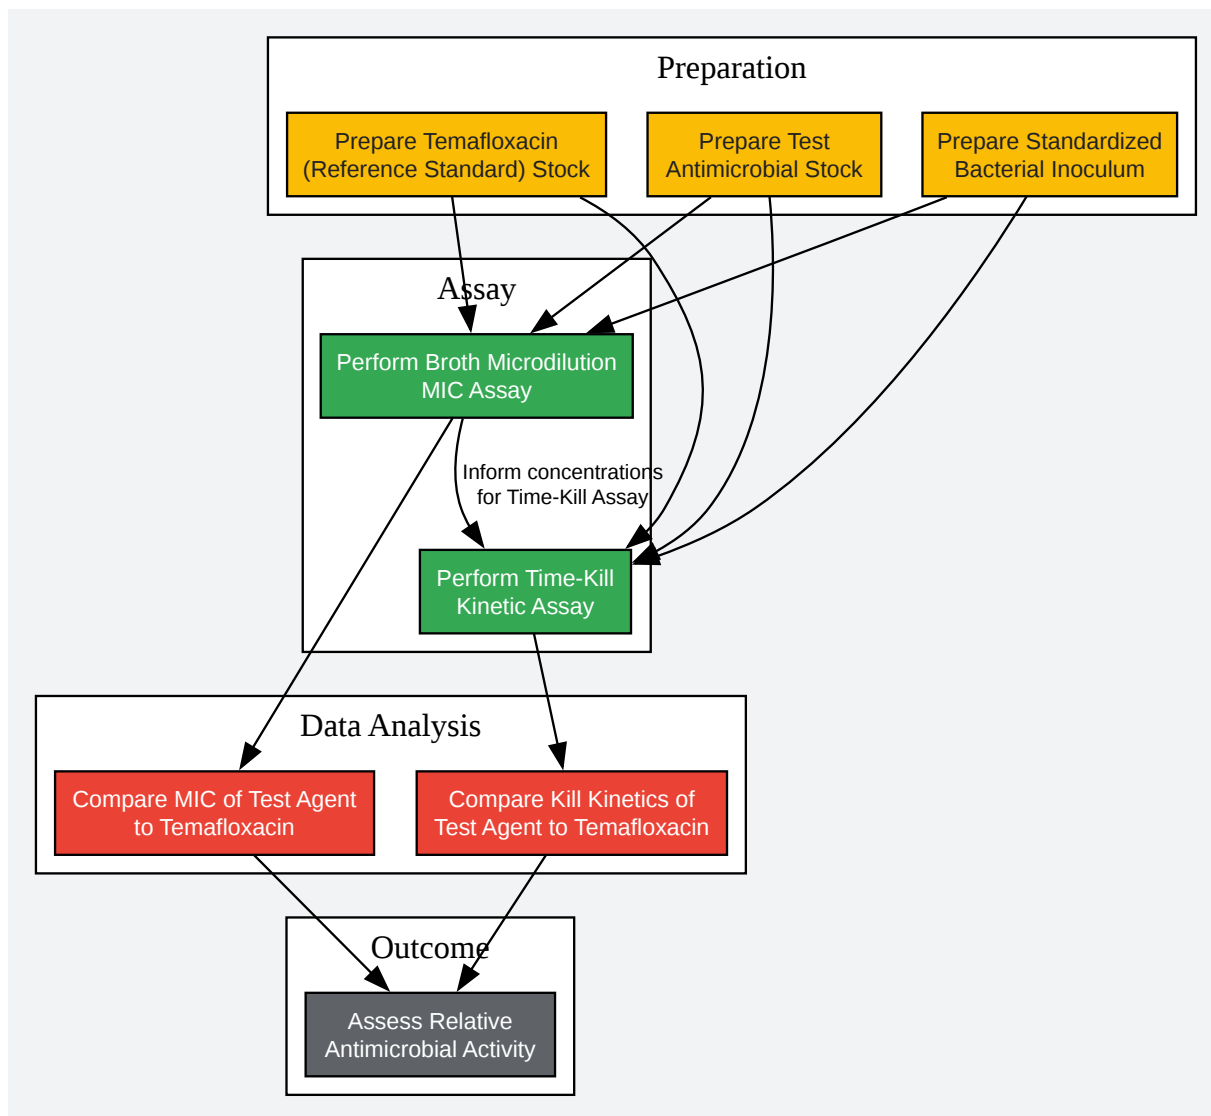 Preparation
Prepare Temafloxacin
(Reference Standard) Stock
Prepare Test
Antimicrobial Stock
Prepare Standardized
Bacterial Inoculum
Assay
Perform Broth Microdilution
MIC Assay
Inform concentrations
for Time-Kill Assay
Perform Time-Kill
Kinetic Assay
Data Analysis
Compare MIC of Test Agent
to Temafloxacin
Compare Kill Kinetics of
Test Agent to Temafloxacin
Outcome
Assess Relative
Antimicrobial Activity